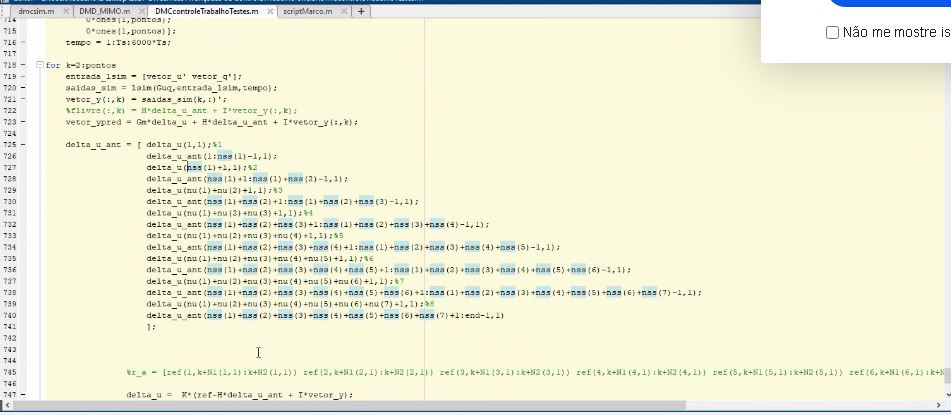 dmcsim.m × DMD_MIMO.m × DMCcontroleTrabalhoTestes.m × scriptMarco.m × +
714 0*ones(1,pontos);
715 0*ones(1,pontos)];
716 tempo = 1:Ts:6000*Ts;
717
718 for k=2:pontos
719 entrada_lsim = [vetor_u' vetor_q'];
720 saidas_sim = lsim(Guq,entrada_lsim,tempo);
721 vetor_y(:,k) = saidas_sim(k,:)';
722 %flivre(:,k) = H*delta_u_ant + I*vetor_y(:,k);
723 vetor_ypred = Gm*delta_u + H*delta_u_ant + I*vetor_y(:,k);
724
725 delta_u_ant = [ delta_u(1,1);%1
726 delta_u_ant(1:nss(1)-1,1);
727 delta_u(nss(1)+1,1);%2
728 delta_u_ant(nss(1)+1:nss(1)+nss(2)-1,1);
729 delta_u(nu(1)+nu(2)+1,1);%3
730 delta_u_ant(nss(1)+nss(2)+1:nss(1)+nss(2)+nss(3)-1,1);
731 delta_u(nu(1)+nu(2)+nu(3)+1,1);%4
732 delta_u_ant(nss(1)+nss(2)+nss(3)+1:nss(1)+nss(2)+nss(3)+nss(4)-1,1);
733 delta_u(nu(1)+nu(2)+nu(3)+nu(4)+1,1);%5
734 delta_u_ant(nss(1)+nss(2)+nss(3)+nss(4)+1:nss(1)+nss(2)+nss(3)+nss(4)+nss(5)-1,1);
735 delta_u(nu(1)+nu(2)+nu(3)+nu(4)+nu(5)+1,1);%6
736 delta_u_ant(nss(1)+nss(2)+nss(3)+nss(4)+nss(5)+1:nss(1)+nss(2)+nss(3)+nss(4)+nss(5)+nss(6)-1,1);
737 delta_u(nu(1)+nu(2)+nu(3)+nu(4)+nu(5)+nu(6)+1,1);%7
738 delta_u_ant(nss(1)+nss(2)+nss(3)+nss(4)+nss(5)+nss(6)+1:nss(1)+nss(2)+nss(3)+nss(4)+nss(5)+nss(6)+nss(7)-1,1);
739 delta_u(nu(1)+nu(2)+nu(3)+nu(4)+nu(5)+nu(6)+nu(7)+1,1);%8
740 delta_u_ant(nss(1)+nss(2)+nss(3)+nss(4)+nss(5)+nss(6)+nss(7)+1:end-1,1)
741 ];
742
743
744
745 %r_a = [ref(1,k+N1(1,1):k+N2(1,1)) ref(2,k+N1(2,1):k+N2(2,1)) ref(3,k+N1(3,1):k+N2(3,1)) ref(4,k+N1(4,1):k+N2(4,1)) ref(5,k+N1(5,1):k+N2(5,1)) ref(6,k+N1(6,1):k+N
746
747 delta_u = K*(ref-H*delta_u_ant + I*vetor_y);
Não me mostre is